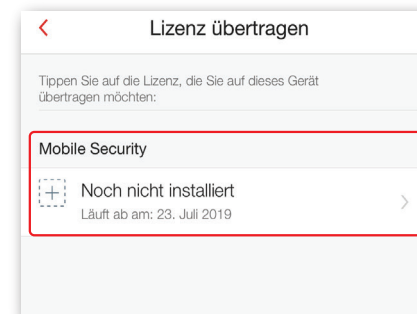 Lizenz übertragen
Tippen Sie auf die Lizenz, die Sie auf dieses Gerät
übertragen möchten:
Mobile Security
Noch nicht installiert
Läuft ab am: 23. Juli 2019